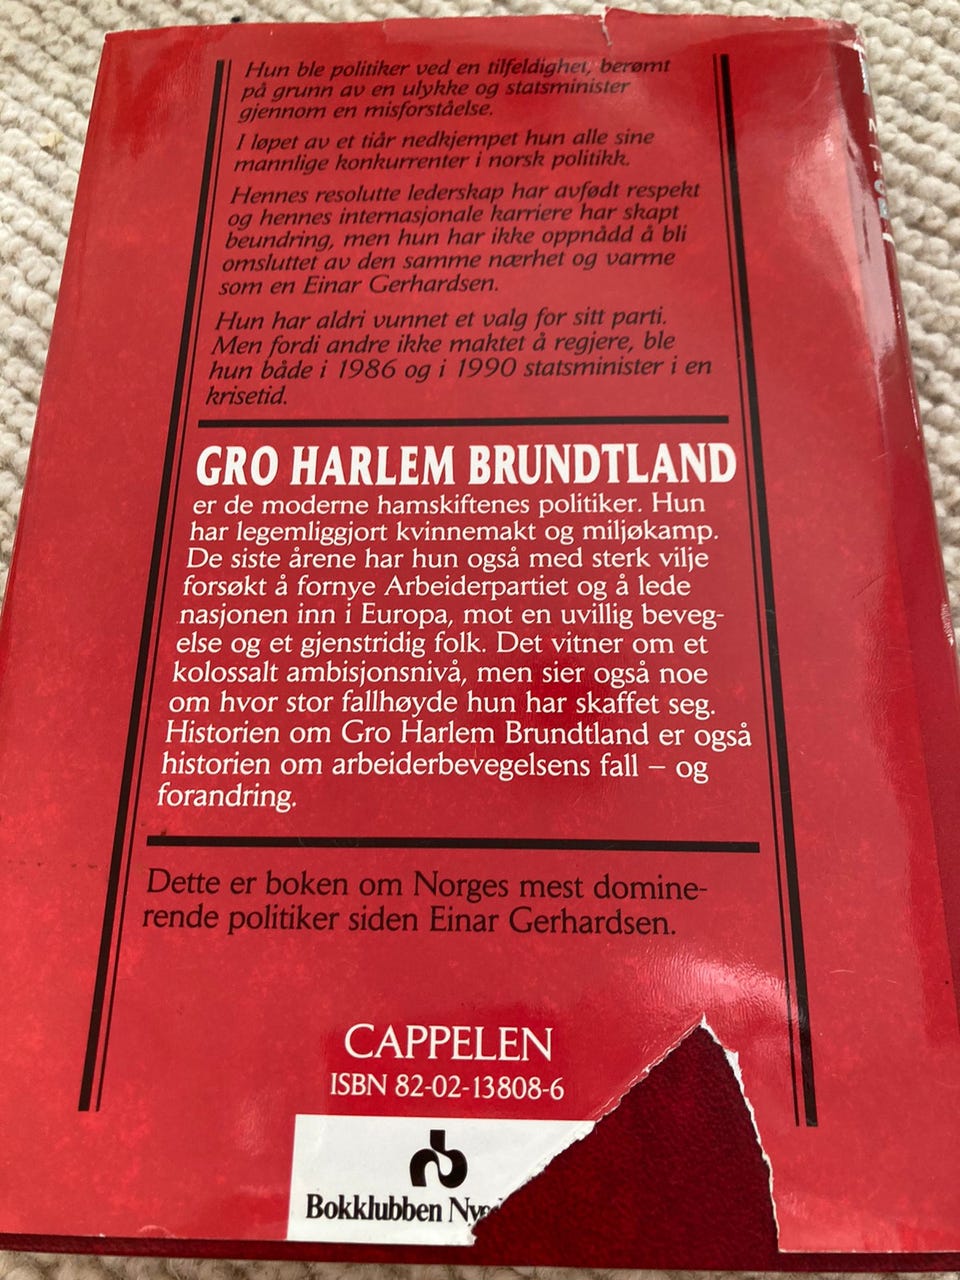 Hun ble politiker ved en tilfeldighet, berømt
på grunn av en ulykke og statsminister
gjennom en misforståelse.
I løpet av et tiår nedkjempet hun alle sine
mannlige konkurrenter i norsk politikk.
Hennes resolutte lederskap har avfødt respekt
og hennes internasjonale karriere har skapt
beundring, men hun har ikke oppnådd å bli
omsluttet av den samme nærhet og varme
som en Einar Gerhardsen.
Hun har aldri vunnet et valg for sitt parti.
Men fordi andre ikke maktet å regjere, ble
hun både i 1986 og i 1990 statsminister i en
krisetid.
GRO HARLEM BRUNDTLAND
er de moderne hamskiftenes politiker. Hun
har legemliggjort kvinnemakt og miljøkamp.
De siste årene har hun også med sterk vilje
forsøkt å fornye Arbeiderpartiet og å lede
nasjonen inn i Europa, mot en uvillig beveg-
else og et gjenstridig folk. Det vitner om et
kolossalt ambisjonsnivå, men sier også noe
om hvor stor fallhøyde hun har skaffet seg.
Historien om Gro Harlem Brundtland er også
historien om arbeiderbevegelsens fall – og
forandring.
Dette er boken om Norges mest domine-
rende politiker siden Einar Gerhardsen.
CAPPELEN
ISBN 82-02-13808-6
Bokklubben